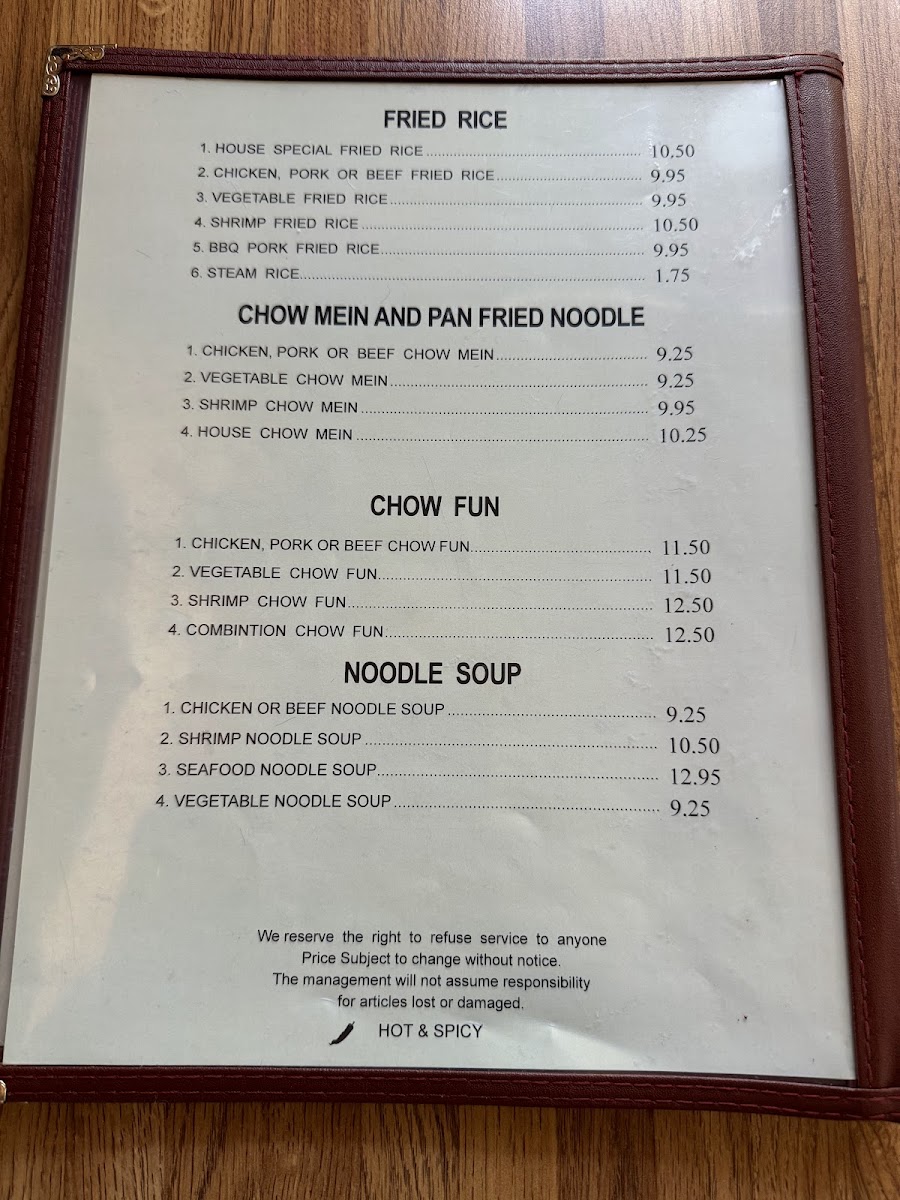 FRIED RICE
1. HOUSE SPECIAL FRIED RICE 10.50
2. CHICKEN, PORK OR BEEF FRIED RICE 9.95
3. VEGETABLE FRIED RICE 9.95
4. SHRIMP FRIED RICE 10.50
5. BBQ PORK FRIED RICE 9.95
6. STEAM RICE 1.75
CHOW MEIN AND PAN FRIED NOODLE
1. CHICKEN, PORK OR BEEF CHOW MEIN 9.25
2. VEGETABLE CHOW MEIN 9.25
3. SHRIMP CHOW MEIN 9.95
4. HOUSE CHOW MEIN 10.25
CHOW FUN
1. CHICKEN, PORK OR BEEF CHOW FUN 11.50
2. VEGETABLE CHOW FUN 11.50
3. SHRIMP CHOW FUN 12.50
4. COMBINTION CHOW FUN 12.50
NOODLE SOUP
1. CHICKEN OR BEEF NOODLE SOUP 9.25
2. SHRIMP NOODLE SOUP 10.50
3. SEAFOOD NOODLE SOUP 12.95
4. VEGETABLE NOODLE SOUP 9.25
We reserve the right to refuse service to anyone
Price Subject to change without notice.
The management will not assume responsibility
for articles lost or damaged.
HOT & SPICY